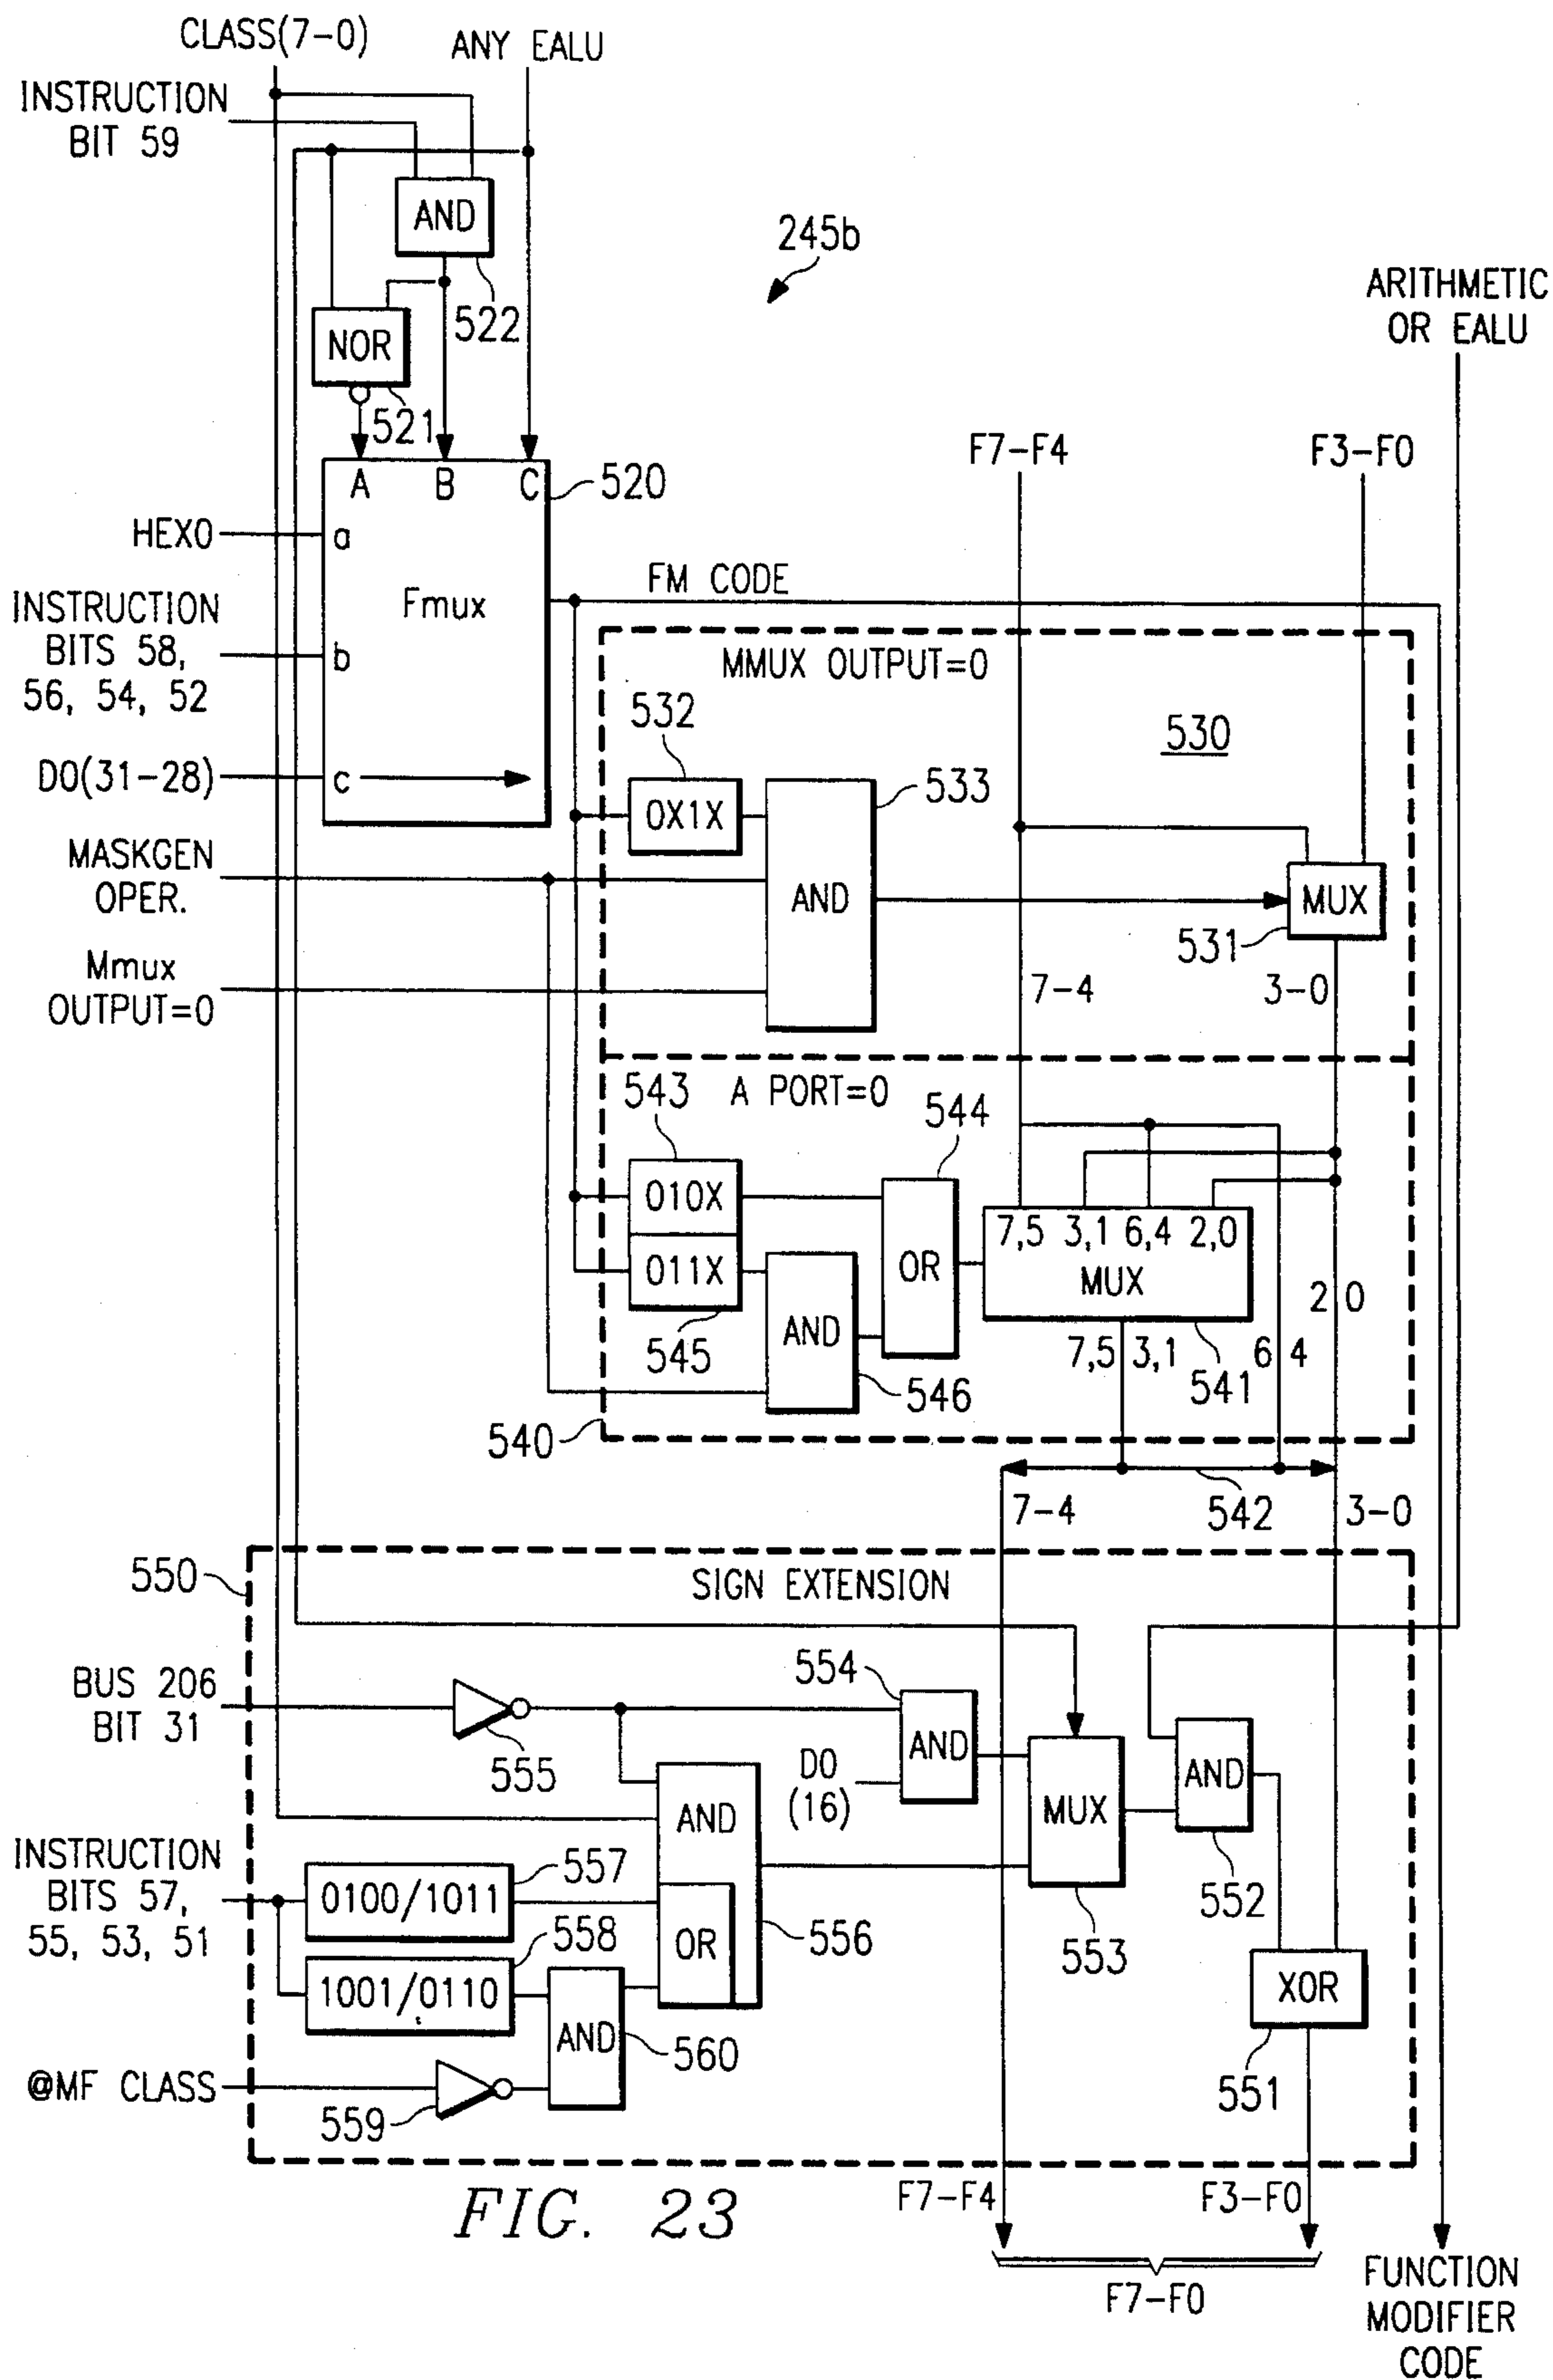 CLASS(7-0)
ANY EALU
INSTRUCTION
BIT 59
AND
522
NOR
521
245b
ARITHMETIC
OR EALU
F7-F4
F3-F0
A
B
C
520
HEX0
a
Fmux
INSTRUCTION
BITS 58,
56, 54, 52
b
DO(31-28)
c
FM CODE
MMUX OUTPUT=0
530
532
0X1X
533
AND
MASKGEN
OPER.
Mmux
OUTPUT=0
MUX
531
7-4
3-0
543
A PORT=0
544
010X
011X
545
AND
546
OR
7,5
3,1
6,4
2,0
MUX
7,5
3,1
541
6
4
2
0
540
7-4
542
3-0
550
SIGN EXTENSION
BUS 206
BIT 31
555
554
AND
DO
(16)
MUX
553
AND
552
AND
OR
556
INSTRUCTION
BITS 57,
55, 53, 51
0100/1011
557
1001/0110
558
AND
560
@MF CLASS
559
XOR
551
FIG. 23
F7-F4
F3-F0
F7-F0
FUNCTION
MODIFIER
CODE